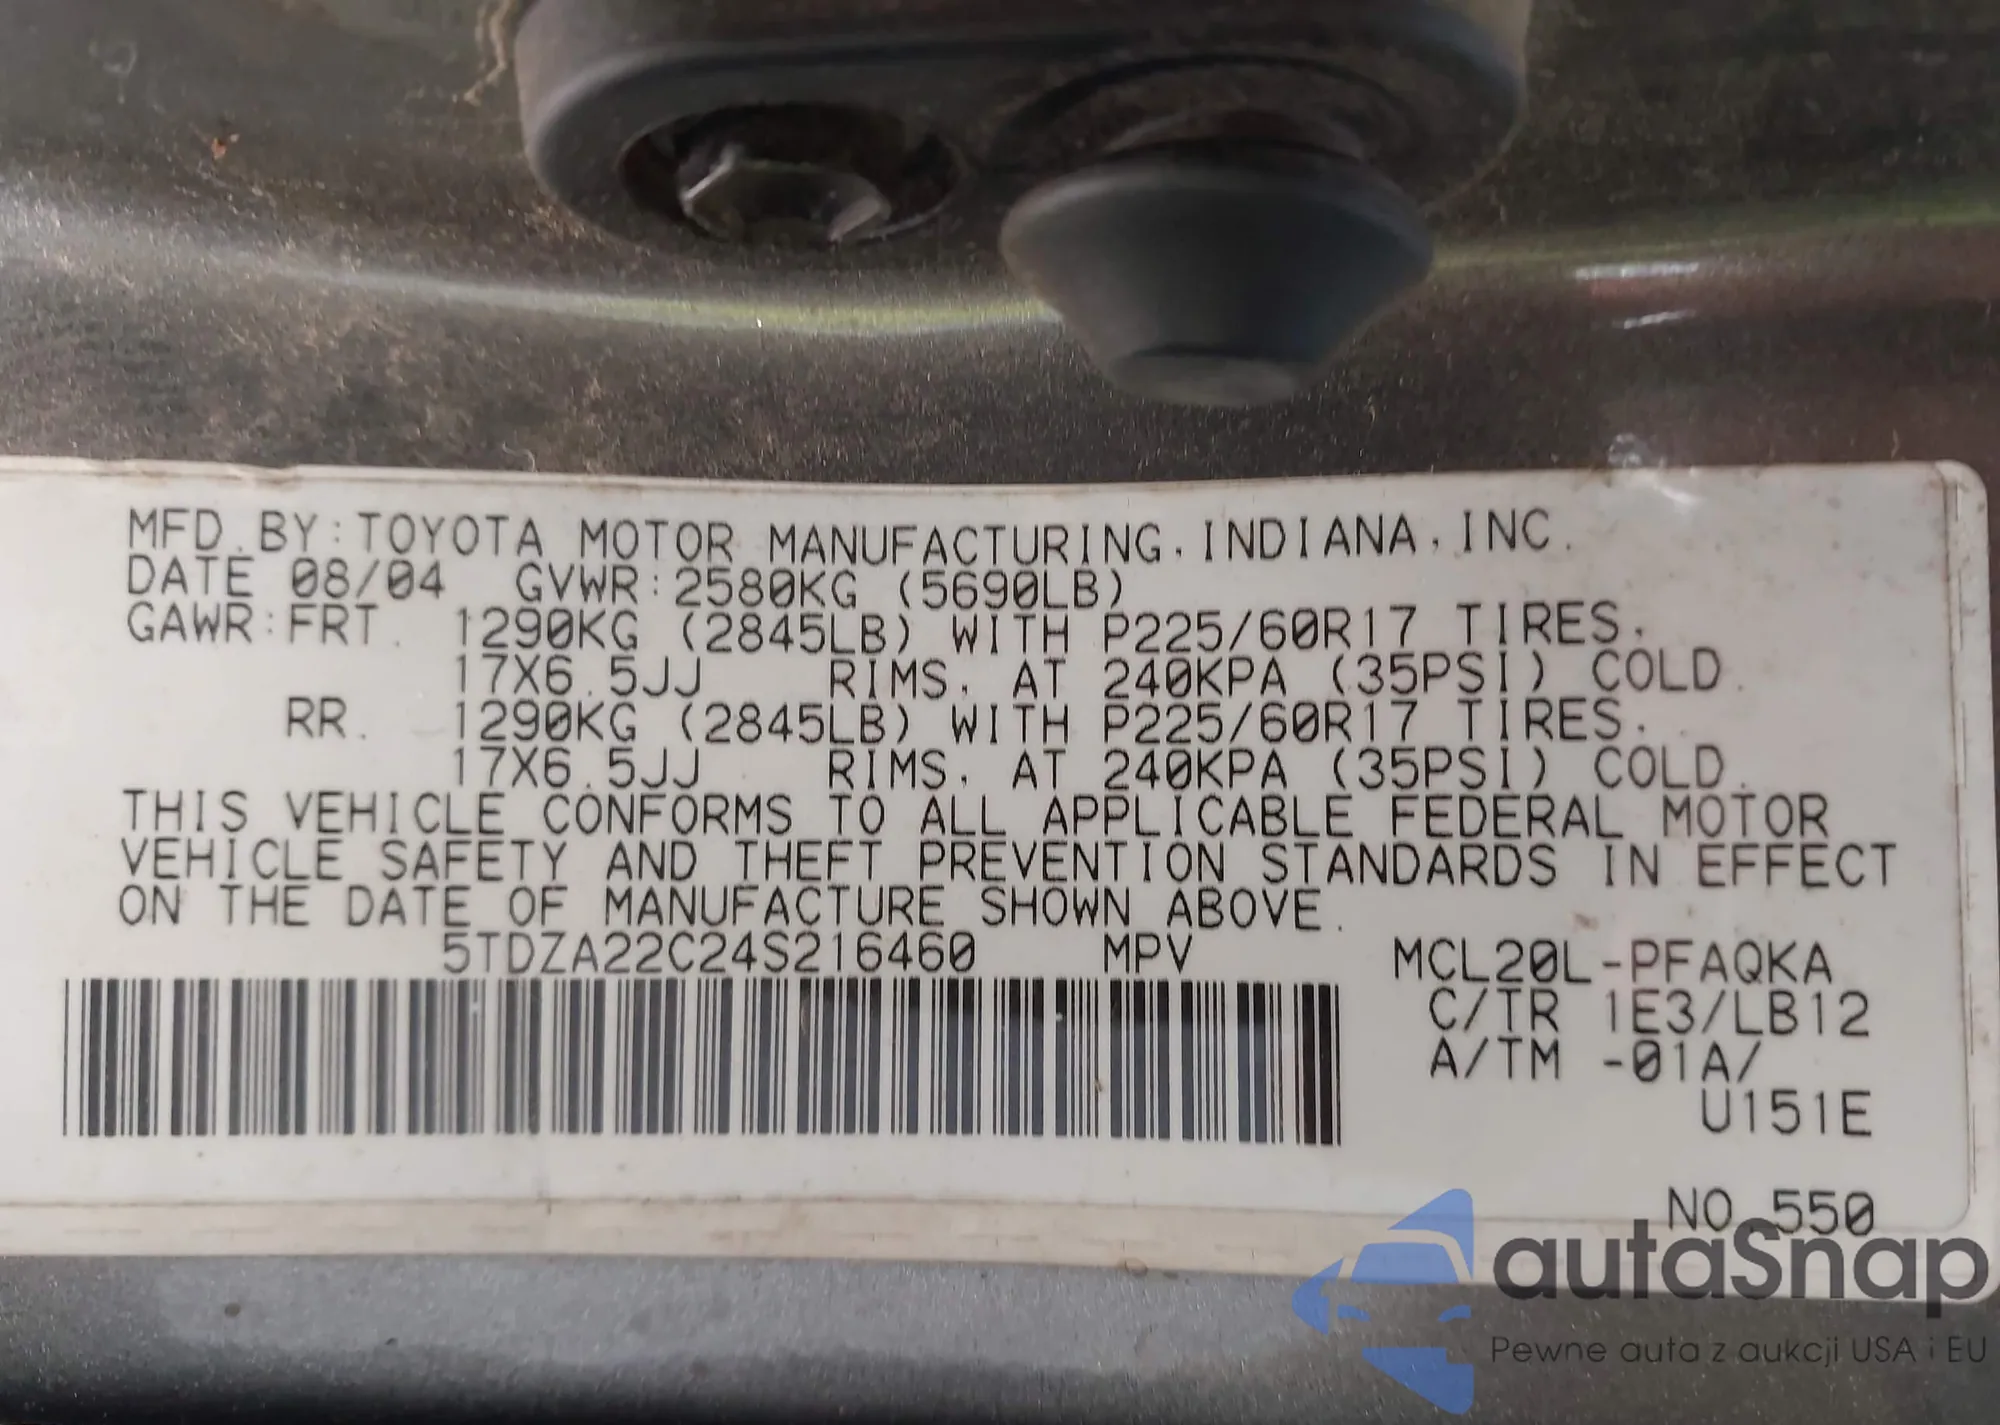 MFD.BY:TOYOTA MOTOR MANUFACTURING,INDIANA,INC.
DATE 08/04 GVWR:2580KG (5690LB)
GAWR:FRT. 1290KG (2845LB) WITH P225/60R17 TIRES,
17X6.5JJ RIMS, AT 240KPA (35PSI) COLD.
RR. 1290KG (2845LB) WITH P225/60R17 TIRES.
17X6.5JJ RIMS, AT 240KPA (35PSI) COLD.
THIS VEHICLE CONFORMS TO ALL APPLICABLE FEDERAL MOTOR
VEHICLE SAFETY AND THEFT PREVENTION STANDARDS IN EFFECT
ON THE DATE OF MANUFACTURE SHOWN ABOVE.
5TDZA22C24S216460 MPV MCL20L-PFAQKA
C/TR 1E3/LB12
A/TM -01A/
U151E
NO.550
autoSnap
Pewne auta z aukcji USA i EU